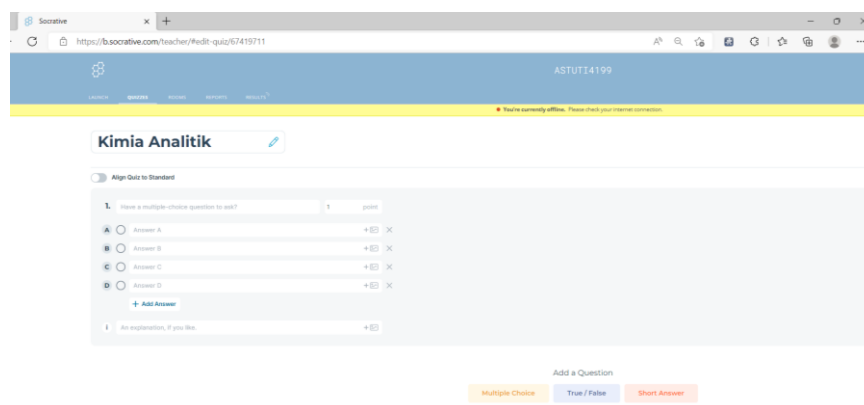 Socrative
https://b.socrative.com/teacher/#edit-quiz/67419711
ASTUTI4199
LAUNCH QUIZZES ROOMS REPORTS RESULTS
You're currently offline. Please check your internet connection.
Kimia Analitik
Align Quiz to Standard
1. Have a multiple-choice question to ask? 1 point
A Answer A
B Answer B
C Answer C
D Answer D
+ Add Answer
i An explanation, if you like.
Add a Question
Multiple Choice True / False Short Answer